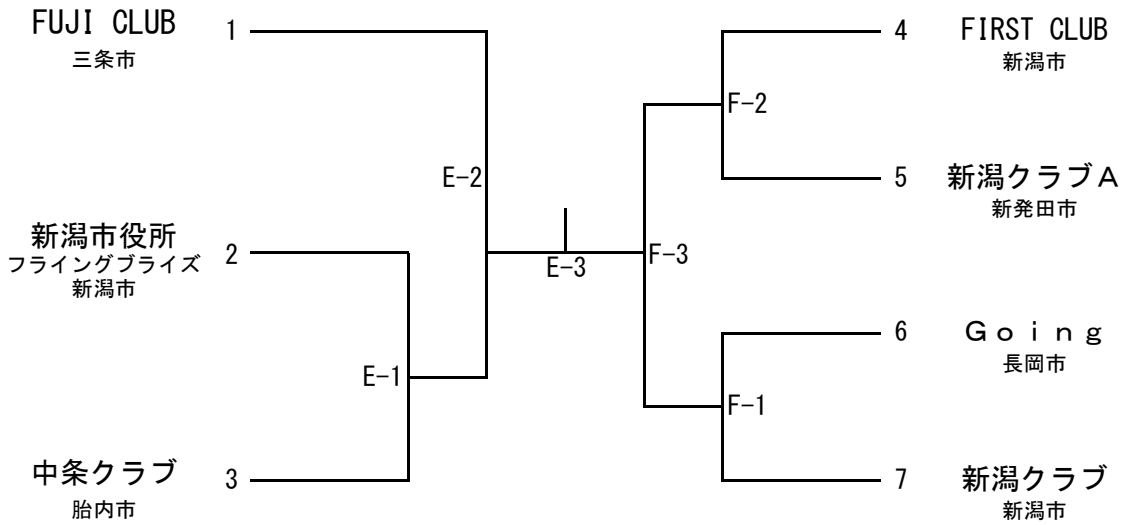 FUJI CLUB
三条市
1
新潟市役所
フライングブライズ
新潟市
2
中条クラブ
胎内市
3
E-1
E-2
E-3
F-3
F-2
F-1
4
FIRST CLUB
新潟市
5
新潟クラブA
新発田市
6
Going
長岡市
7
新潟クラブ
新潟市